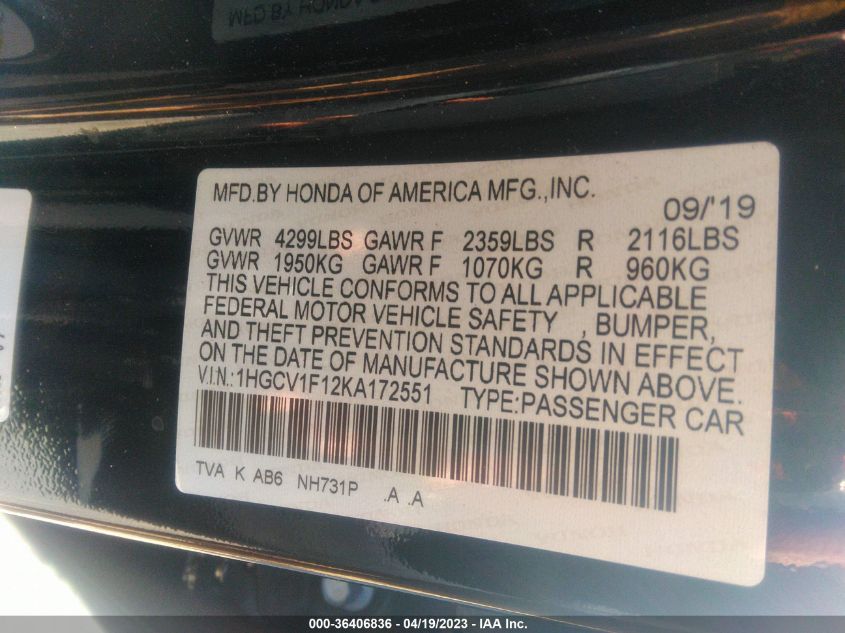 MFD.BY HONDA OF AMERICA MFG.,INC.
09/'19
GVWR 4299LBS GAWR F 2359LBS R 2116LBS
GVWR 1950KG GAWR F 1070KG R 960KG
THIS VEHICLE CONFORMS TO ALL APPLICABLE
FEDERAL MOTOR VEHICLE SAFETY , BUMPER,
AND THEFT PREVENTION STANDARDS IN EFFECT
ON THE DATE OF MANUFACTURE SHOWN ABOVE.
V.I.N.:1HGCV1F12KA172551 TYPE:PASSENGER CAR
TVA K AB6 NH731P .A .A
000-36406836 - 04/19/2023 - IAA Inc.